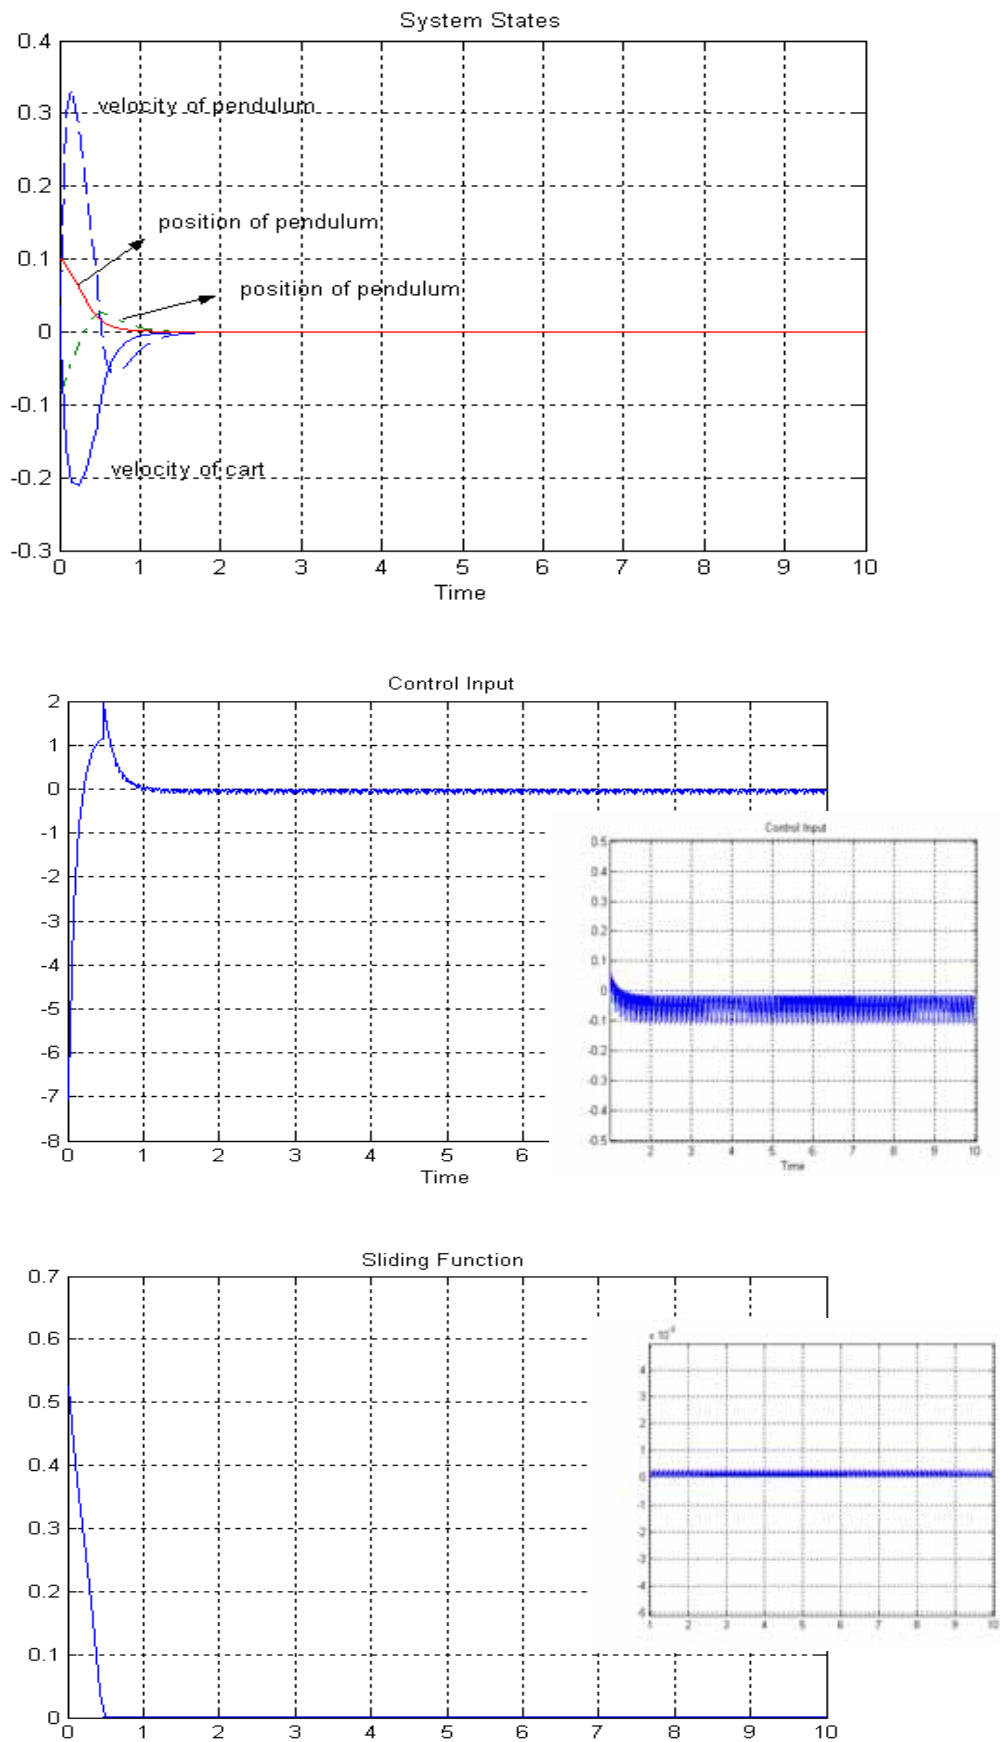 System States
0.4
velocity of pendulum
0.3
0.2
position of pendulum
0.1
position of pendulum
0
-0.1
velocity of cart
-0.2
-0.3
0 1 2 3 4 5 6 7 8 9 10
Time
Control Input
2
1
0
-1
-2
-3
-4
-5
-6
-7
-8
0 1 2 3 4 5 6
Time
Control Input
0.5
0.4
0.3
0.2
0.1
0
-0.1
-0.2
-0.3
-0.4
-0.5
2 3 4 5 6 7 8 9 10
Time
Sliding Function
0.7
0.6
0.5
0.4
0.3
0.2
0.1
0
0 1 2 3 4 5 6 7 8 9 10
4
3
2
1
0
-1
-2
-3
-4
1 2 3 4 5 6 7 8 9 10